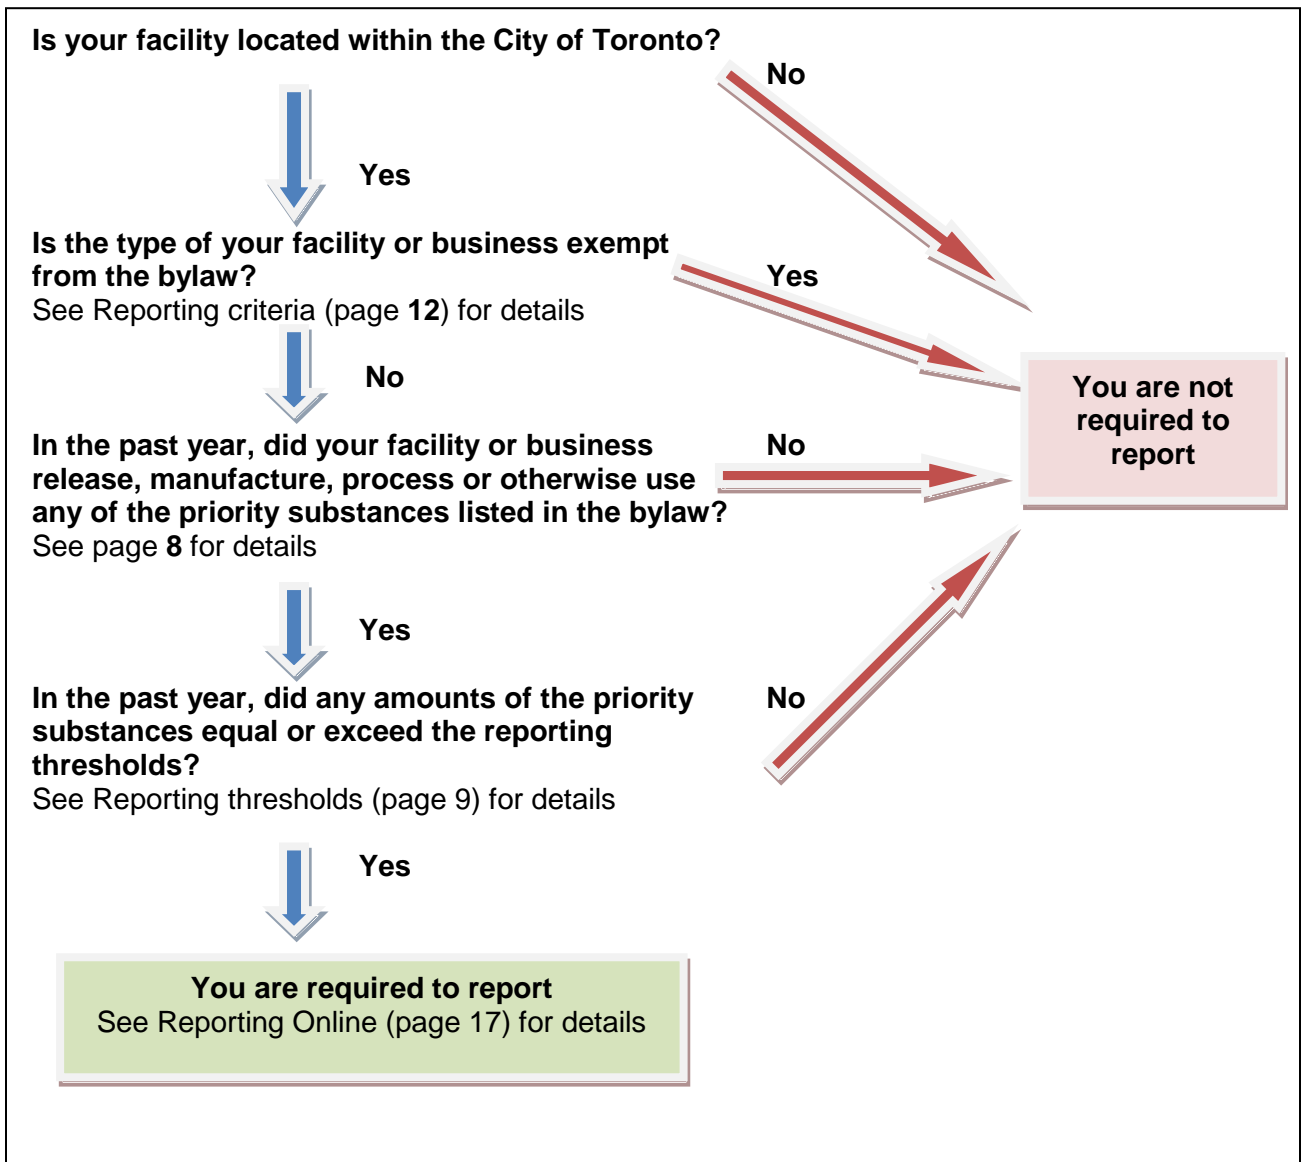 Is your facility located within the City of Toronto?
No
Yes
Is the type of your facility or business exempt
from the bylaw?
Yes
See Reporting criteria (page 12) for details
No
In the past year, did your facility or business
No
release, manufacture, process or otherwise use
any of the priority substances listed in the bylaw?
See page 8 for details
You are not
required to
report
Yes
In the past year, did any amounts of the priority
No
substances equal or exceed the reporting
thresholds?
See Reporting thresholds (page 9) for details
Yes
You are required to report
See Reporting Online (page 17) for details